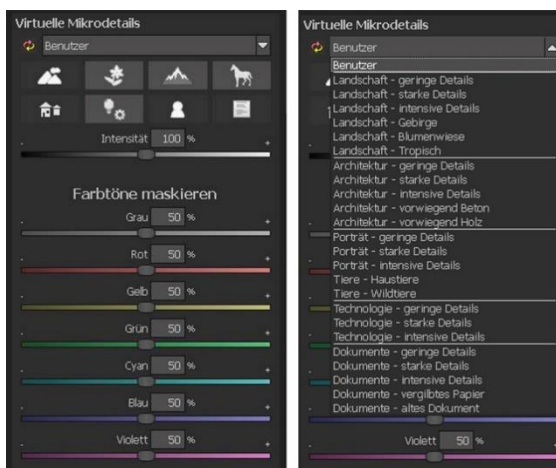 Virtuelle Mikrodetails
Benutzer
Intensität 100 %
Farbtöne maskieren
Grau 50 %
Rot 50 %
Gelb 50 %
Grün 50 %
Cyan 50 %
Blau 50 %
Violett 50 %
Virtuelle Mikrodetails
Benutzer
Benutzer
Landschaft - geringe Details
Landschaft - starke Details
Landschaft - intensive Details
Landschaft - Gebirge
Landschaft - Blumenwiese
Landschaft - Tropisch
Architektur - geringe Details
Architektur - starke Details
Architektur - intensive Details
Architektur - vorwiegend Beton
Architektur - vorwiegend Holz
Porträt - geringe Details
Porträt - starke Details
Porträt - intensive Details
Tiere - Haustiere
Tiere - Wildtiere
Technologie - geringe Details
Technologie - starke Details
Technologie - intensive Details
Dokumente - geringe Details
Dokumente - starke Details
Dokumente - intensive Details
Dokumente - vergilbtes Papier
Dokumente - altes Dokument
Violett 50 %